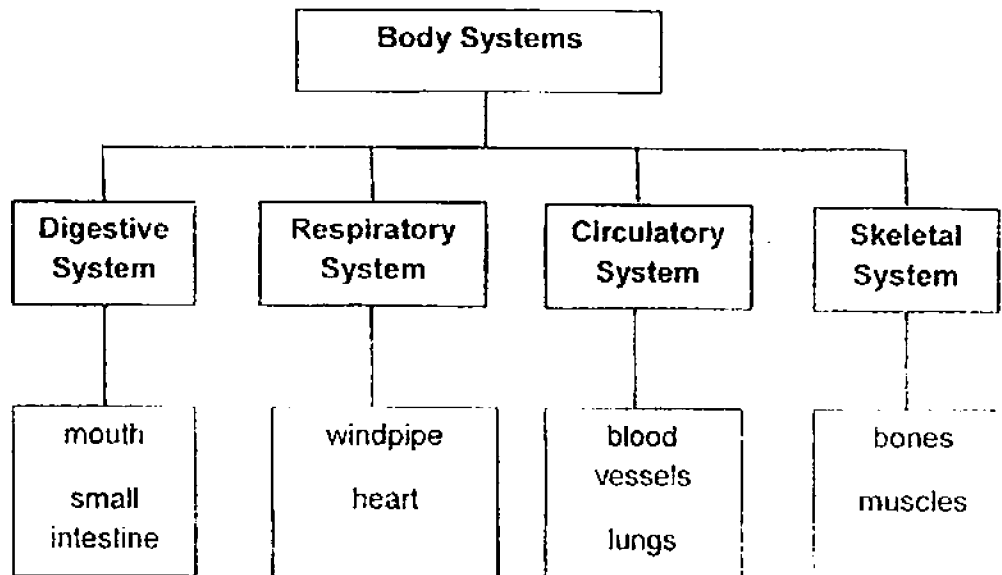 Body Systems
Digestive
System
Respiratory
System
Circulatory
System
Skeletal
System
mouth
small
intestine
windpipe
heart
blood
vessels
lungs
bones
muscles